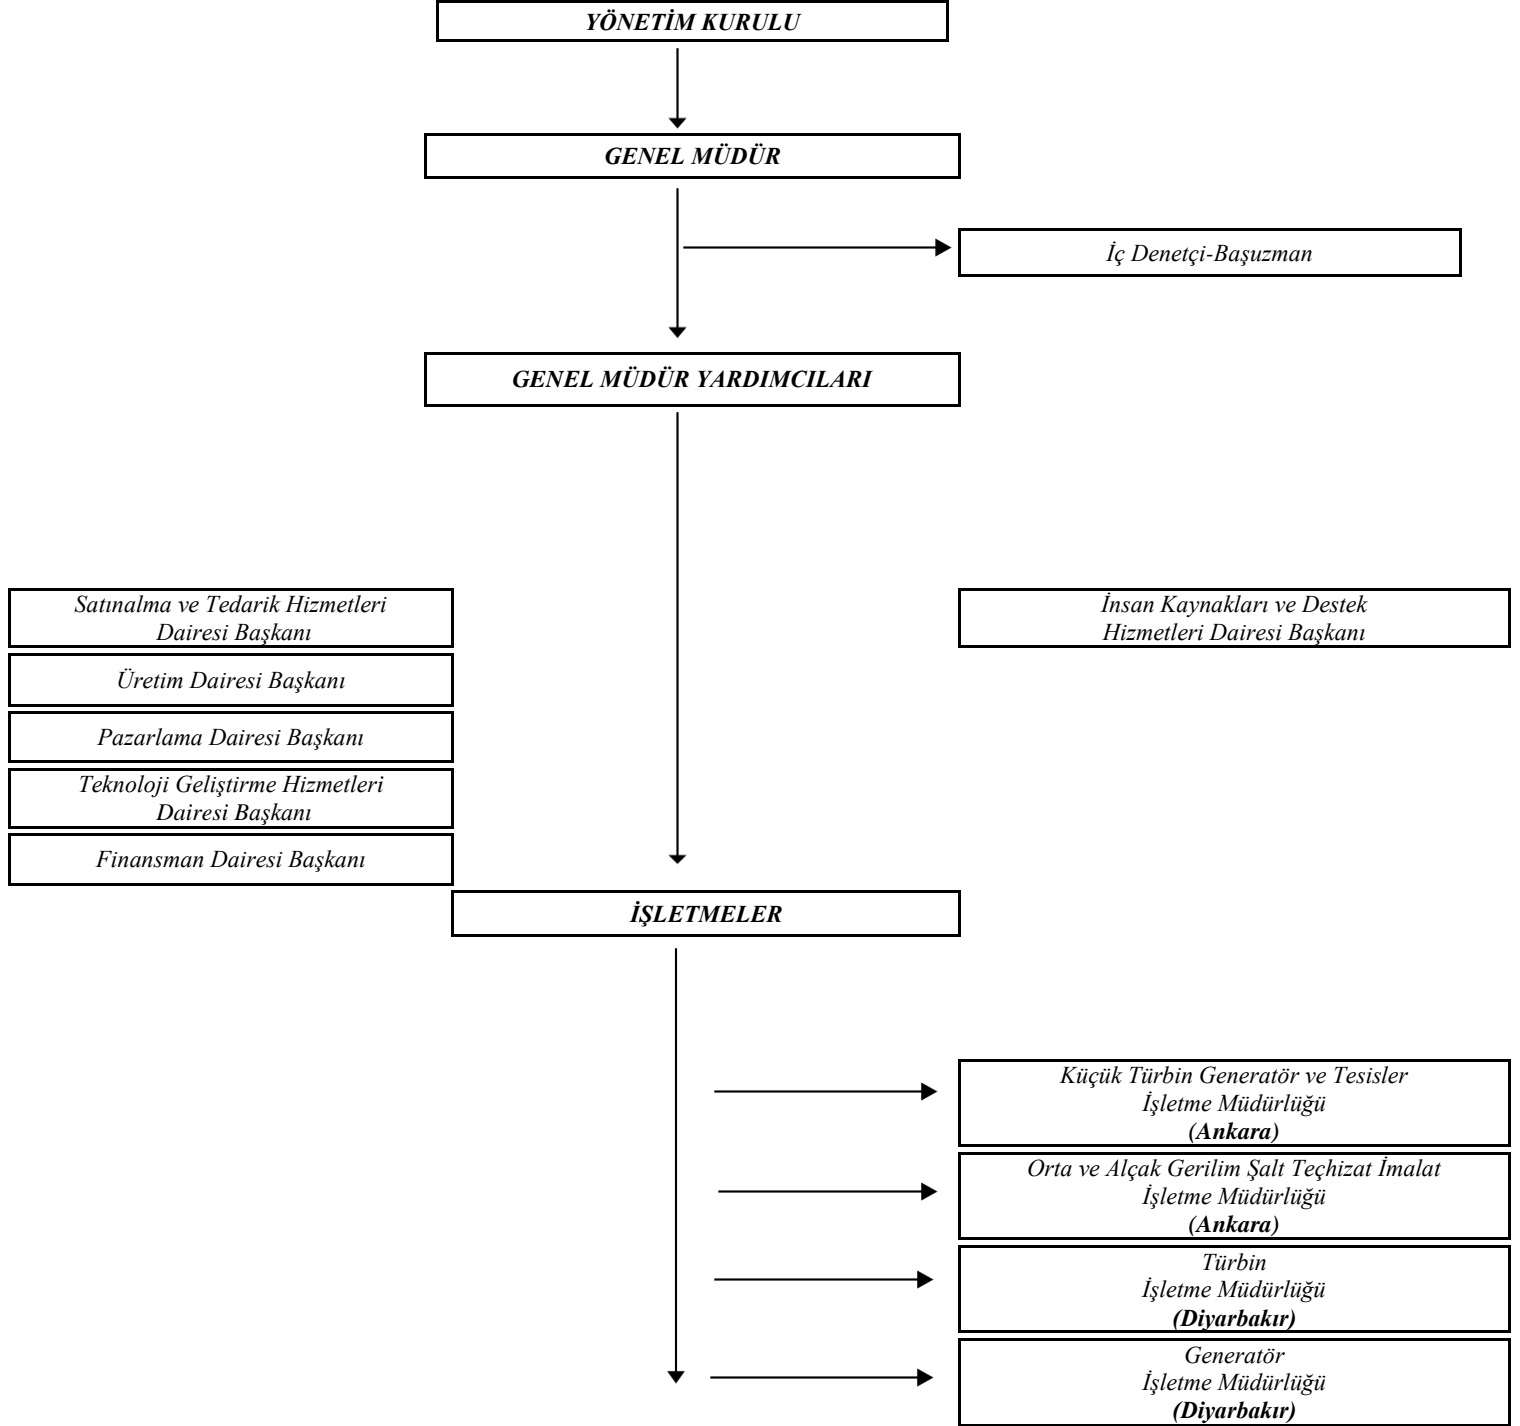 YÖNETİM KURULU
GENEL MÜDÜR
İç Denetçi-Başuzman
GENEL MÜDÜR YARDIMCILARI
Satınalma ve Tedarik Hizmetleri
Dairesi Başkanı
İnsan Kaynakları ve Destek
Hizmetleri Dairesi Başkanı
Üretim Dairesi Başkanı
Pazarlama Dairesi Başkanı
Teknoloji Geliştirme Hizmetleri
Dairesi Başkanı
Finansman Dairesi Başkanı
İŞLETMELER
Küçük Türbin Generatör ve Tesisler
İşletme Müdürlüğü
(Ankara)
Orta ve Alçak Gerilim Şalt Teçhizat İmalat
İşletme Müdürlüğü
(Ankara)
Türbin
İşletme Müdürlüğü
(Diyarbakır)
Generatör
İşletme Müdürlüğü
(Diyarbakır)